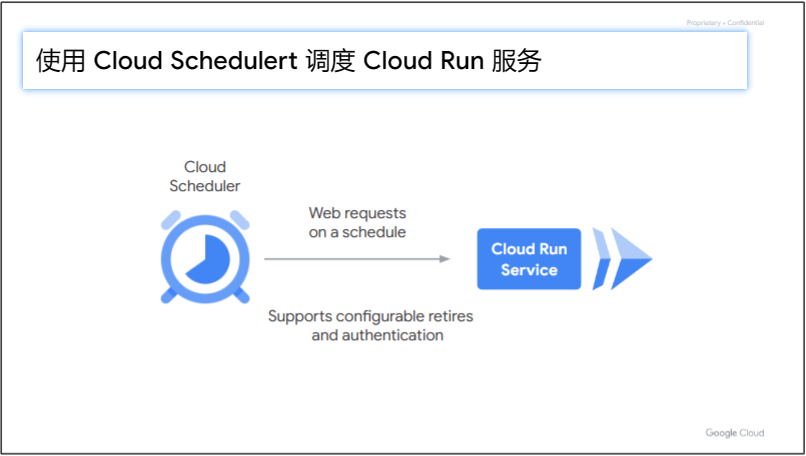 Proprietary + Confidential
使用 Cloud Schedulert 调度 Cloud Run 服务
Cloud
Scheduler
Web requests
on a schedule
Cloud Run
Service
Supports configurable retires
and authentication
Google Cloud